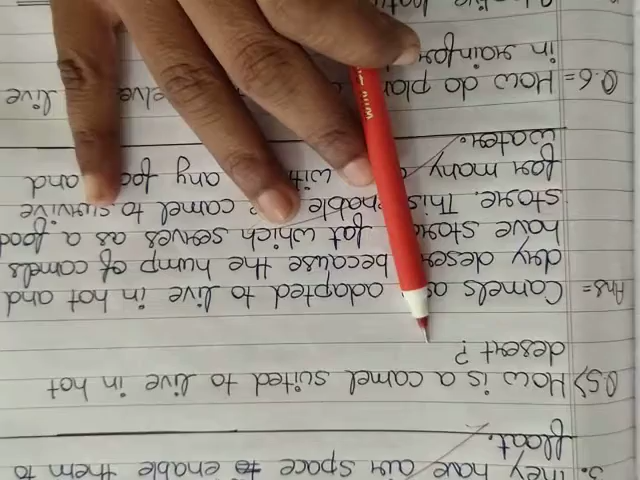 3. They have air space to enable them to
float.
Q.5> How is a camel suited to live in hot
desert?
Ans= Camels adapted to live in hot and
dry because the hump of camels
have fat which serves as a food
store. This enable camel to survive
for many any and
water.
Q.6= How do live
in